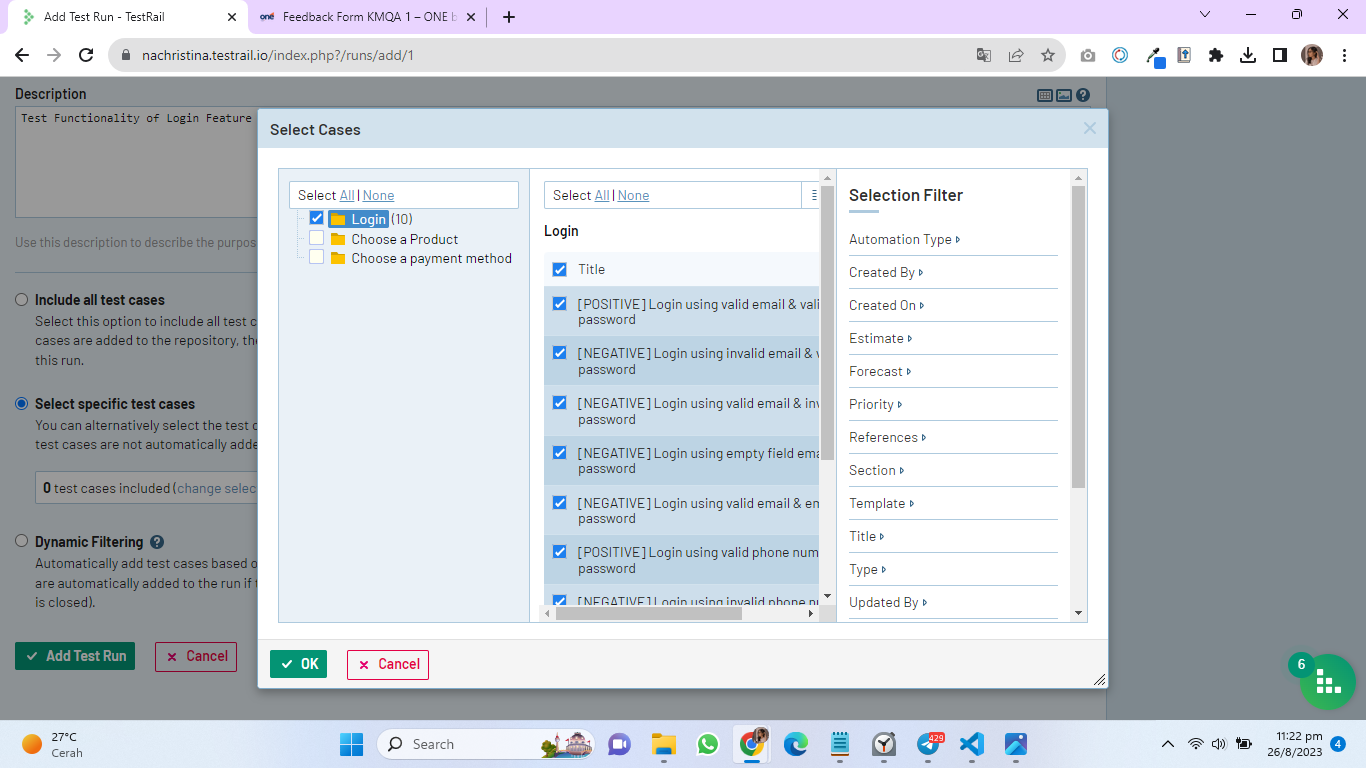 Add Test Run - TestRail
Feedback Form KMQA 1 – ONE b
nachristina.testrail.io/index.php?/runs/add/1
Description
Test Functionality of Login Feature
Use this description to describe the purpos
Include all test cases
Select this option to include all test c
cases are added to the repository, the
this run.
Select specific test cases
You can alternatively select the test c
test cases are not automatically adde
0 test cases included (change selec
Dynamic Filtering
Automatically add test cases based o
are automatically added to the run if t
is closed).
Add Test Run
Cancel
Select Cases
Select All | None
Login (10)
Choose a Product
Choose a payment method
Select All | None
Login
Title
[POSITIVE] Login using valid email & vali
password
[NEGATIVE] Login using invalid email & v
password
[NEGATIVE] Login using valid email & inv
password
[NEGATIVE] Login using empty field ema
password
[NEGATIVE] Login using valid email & em
password
[POSITIVE] Login using valid phone num
password
[NEGATIVE] Login using invalid phone nu
Selection Filter
Automation Type
Created By
Created On
Estimate
Forecast
Priority
References
Section
Template
Title
Type
Updated By
OK
Cancel
6
27°C
Cerah
Search
429
11:22 pm
26/8/2023
4